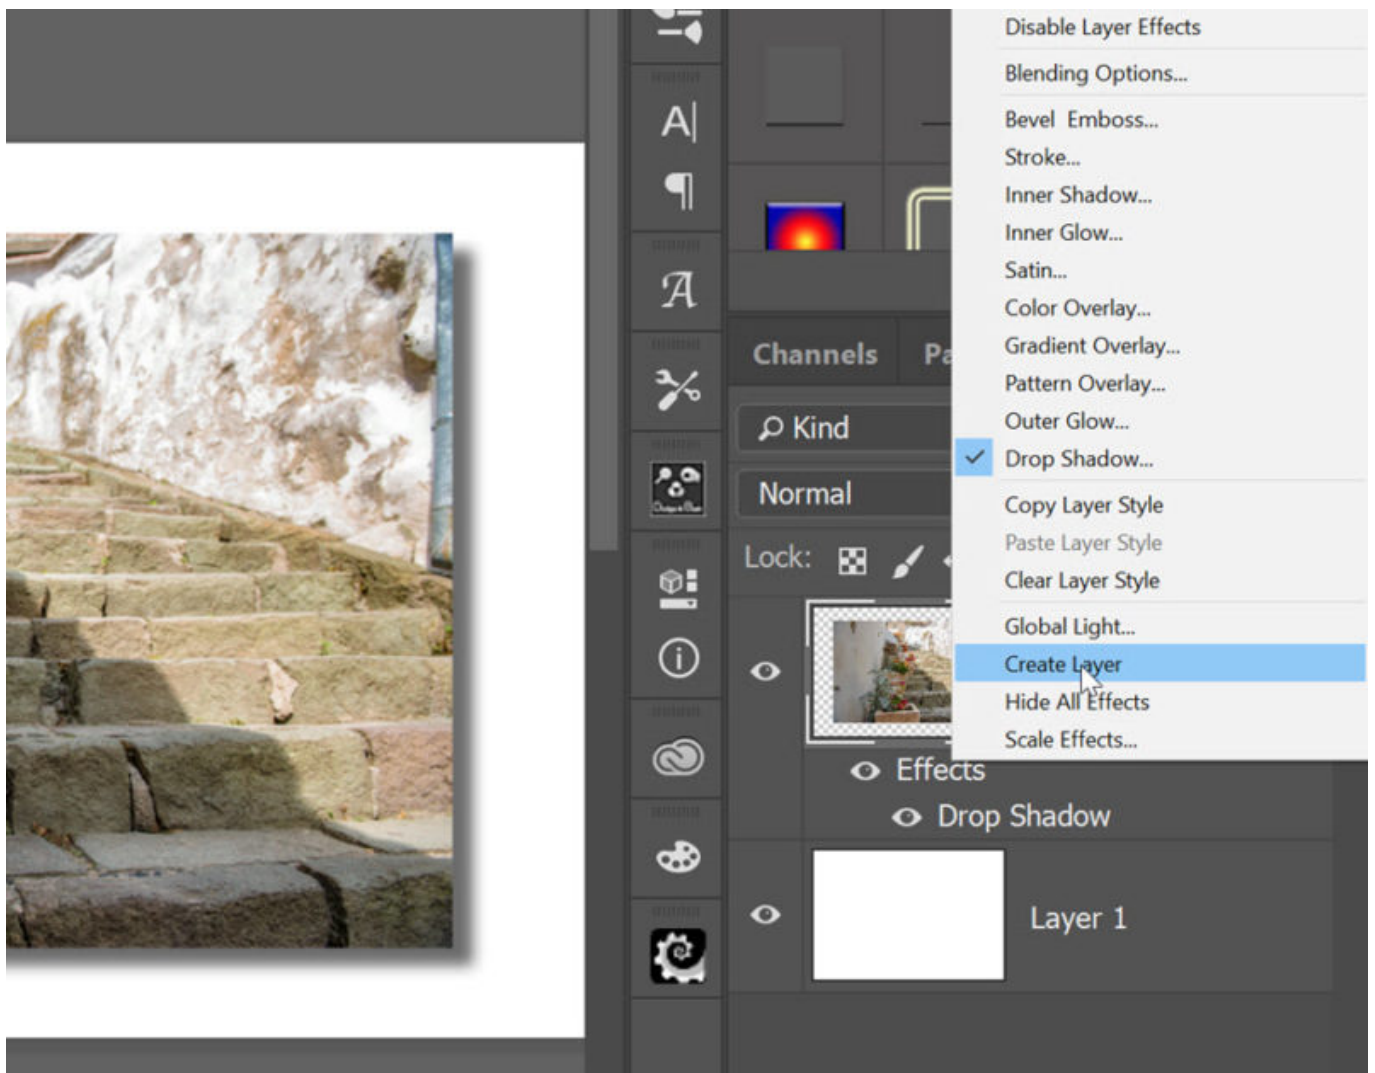 Disable Layer Effects
Blending Options...
Bevel  Emboss...
Stroke...
Inner Shadow...
Inner Glow...
Satin...
Color Overlay...
Gradient Overlay...
Pattern Overlay...
Outer Glow...
Drop Shadow...
Copy Layer Style
Paste Layer Style
Clear Layer Style
Global Light...
Create Layer
Hide All Effects
Scale Effects...
A
¶
A
Channels Pa
Kind
Normal
Lock:
Effects
Drop Shadow
Layer 1